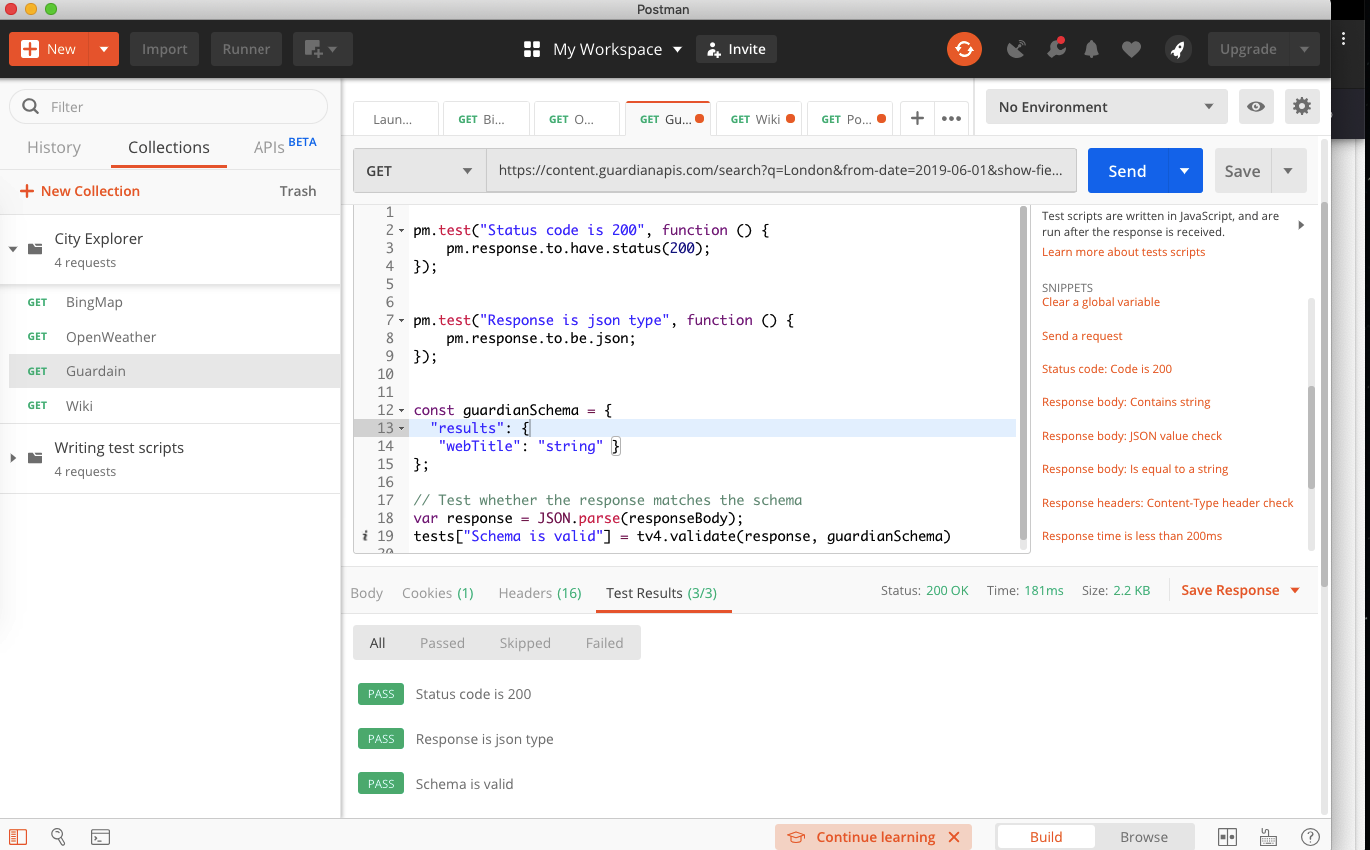 Postman
New
Import
Runner
My Workspace
Invite
Upgrade
Filter
History
Collections
APIs BETA
New Collection
Trash
City Explorer
4 requests
GET BingMap
GET OpenWeather
GET Guardain
GET Wiki
Writing test scripts
4 requests
Laun...
GET Bi...
GET O...
GET Gu...
GET Wiki
GET Po...
No Environment
GET
https://content.guardianapis.com/search?q=London&from-date=2019-06-01&show-fie...
Send
Save
1
2 pm.test("Status code is 200", function () {
3 pm.response.to.have.status(200);
4 });
5
6
7 pm.test("Response is json type", function () {
8 pm.response.to.be.json;
9 });
10
11
12 const guardianSchema = {
13 "results": {
14 "webTitle": "string" }
15 };
16
17 // Test whether the response matches the schema
18 var response = JSON.parse(responseBody);
i 19 tests["Schema is valid"] = tv4.validate(response, guardianSchema)
20
Test scripts are written in JavaScript, and are
run after the response is received.
Learn more about tests scripts
SNIPPETS
Clear a global variable
Send a request
Status code: Code is 200
Response body: Contains string
Response body: JSON value check
Response body: Is equal to a string
Response headers: Content-Type header check
Response time is less than 200ms
Body
Cookies (1)
Headers (16)
Test Results (3/3)
Status: 200 OK
Time: 181ms
Size: 2.2 KB
Save Response
All
Passed
Skipped
Failed
PASS Status code is 200
PASS Response is json type
PASS Schema is valid
Continue learning
Build
Browse